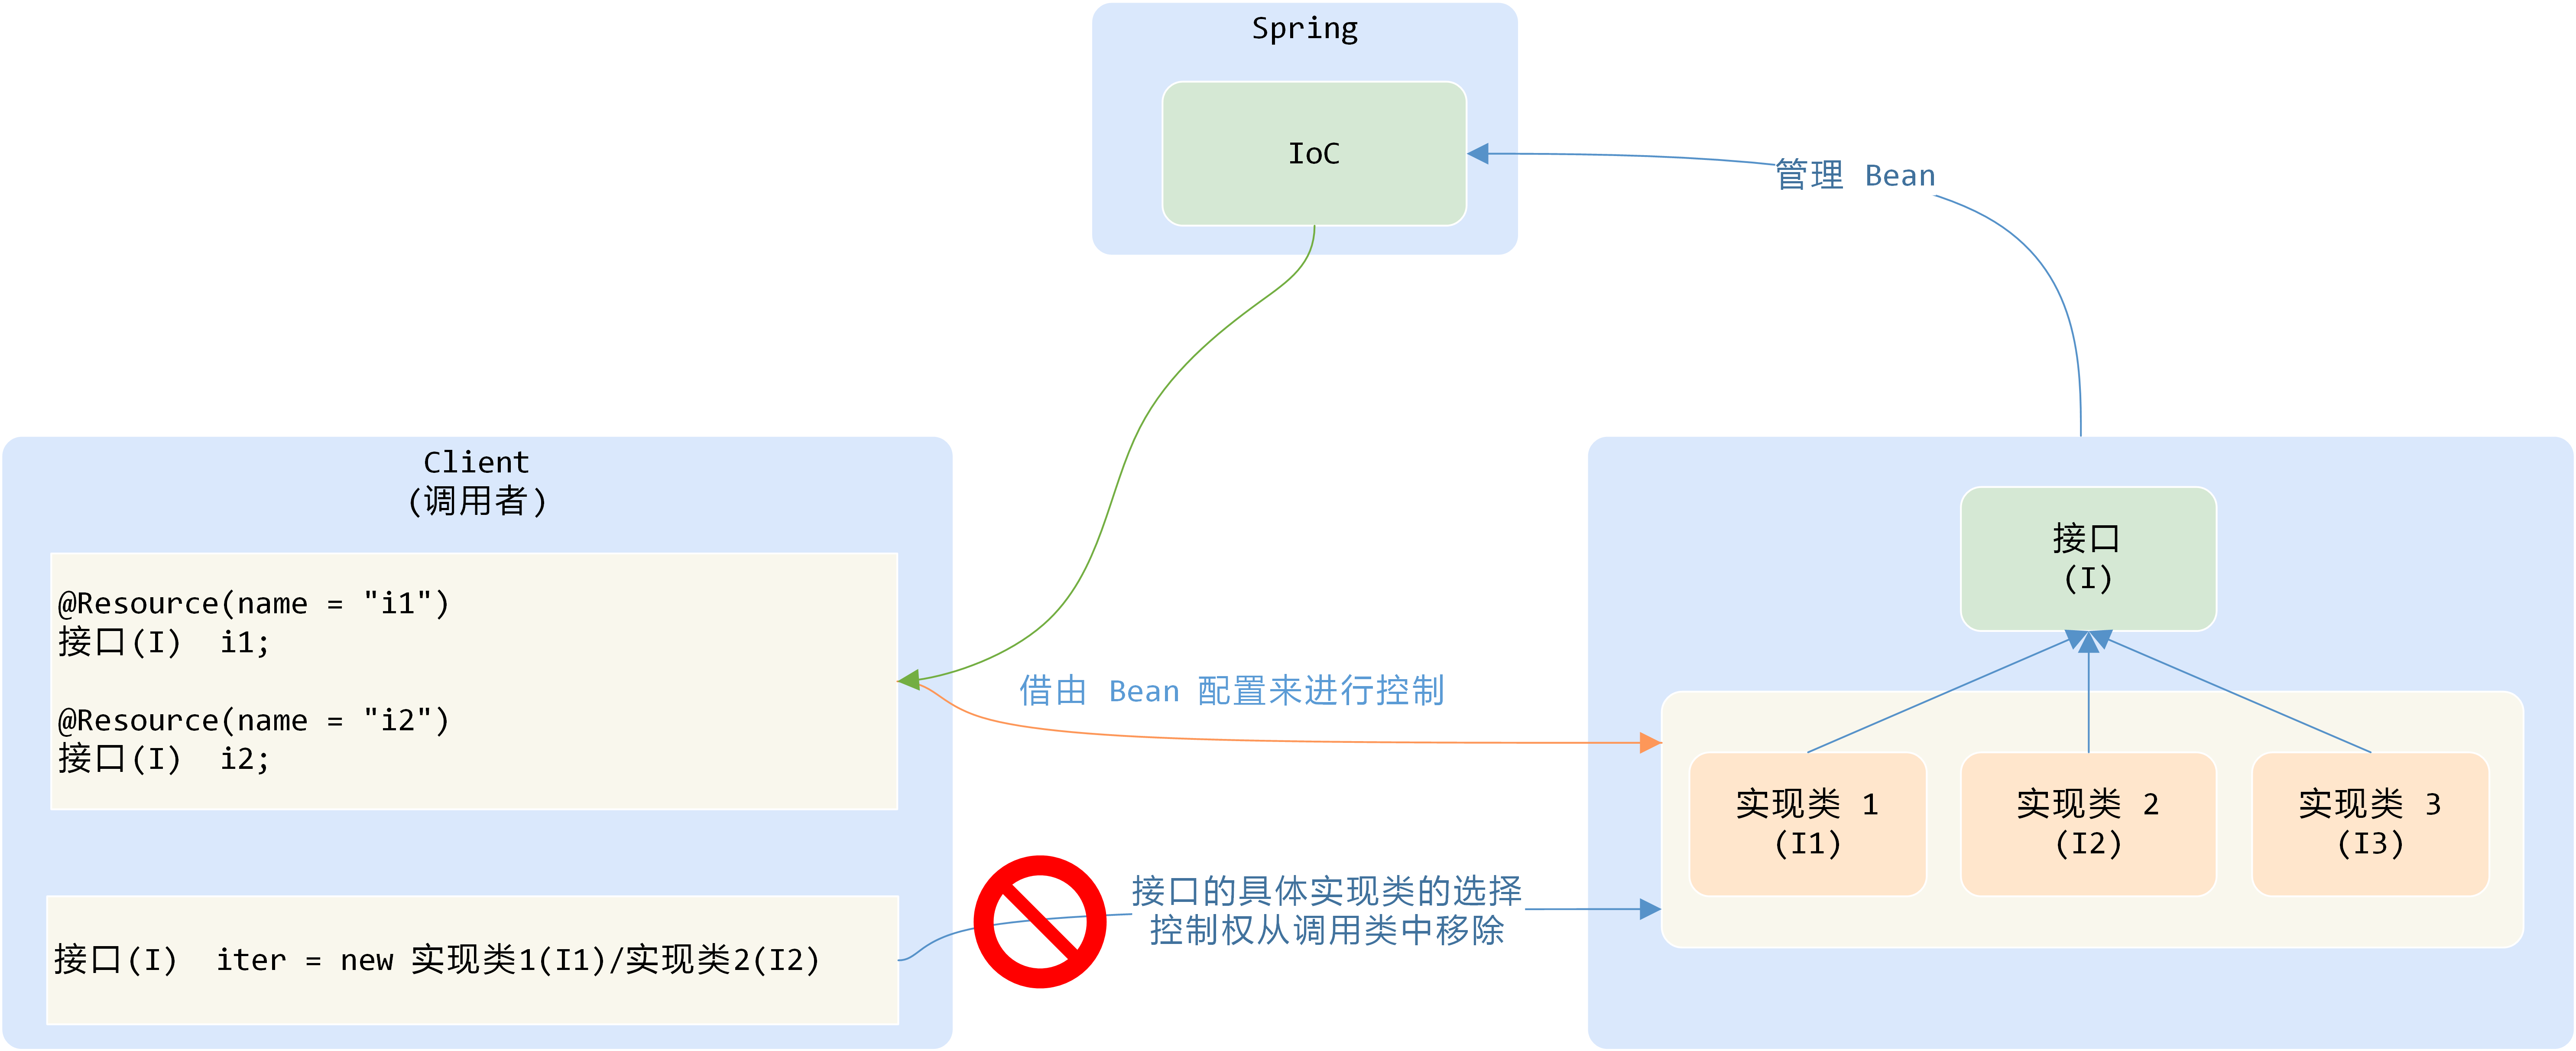 Spring
IoC
管理 Bean
Client
(调用者)
@Resource(name = "i1")
接口(I)  i1;
@Resource(name = "i2")
接口(I)  i2;
接口(I)  iter = new 实现类1(I1)/实现类2(I2)
借由 Bean 配置来进行控制
接口的具体实现类的选择
控制权从调用类中移除
接口
(I)
实现类 1
(I1)
实现类 2
(I2)
实现类 3
(I3)